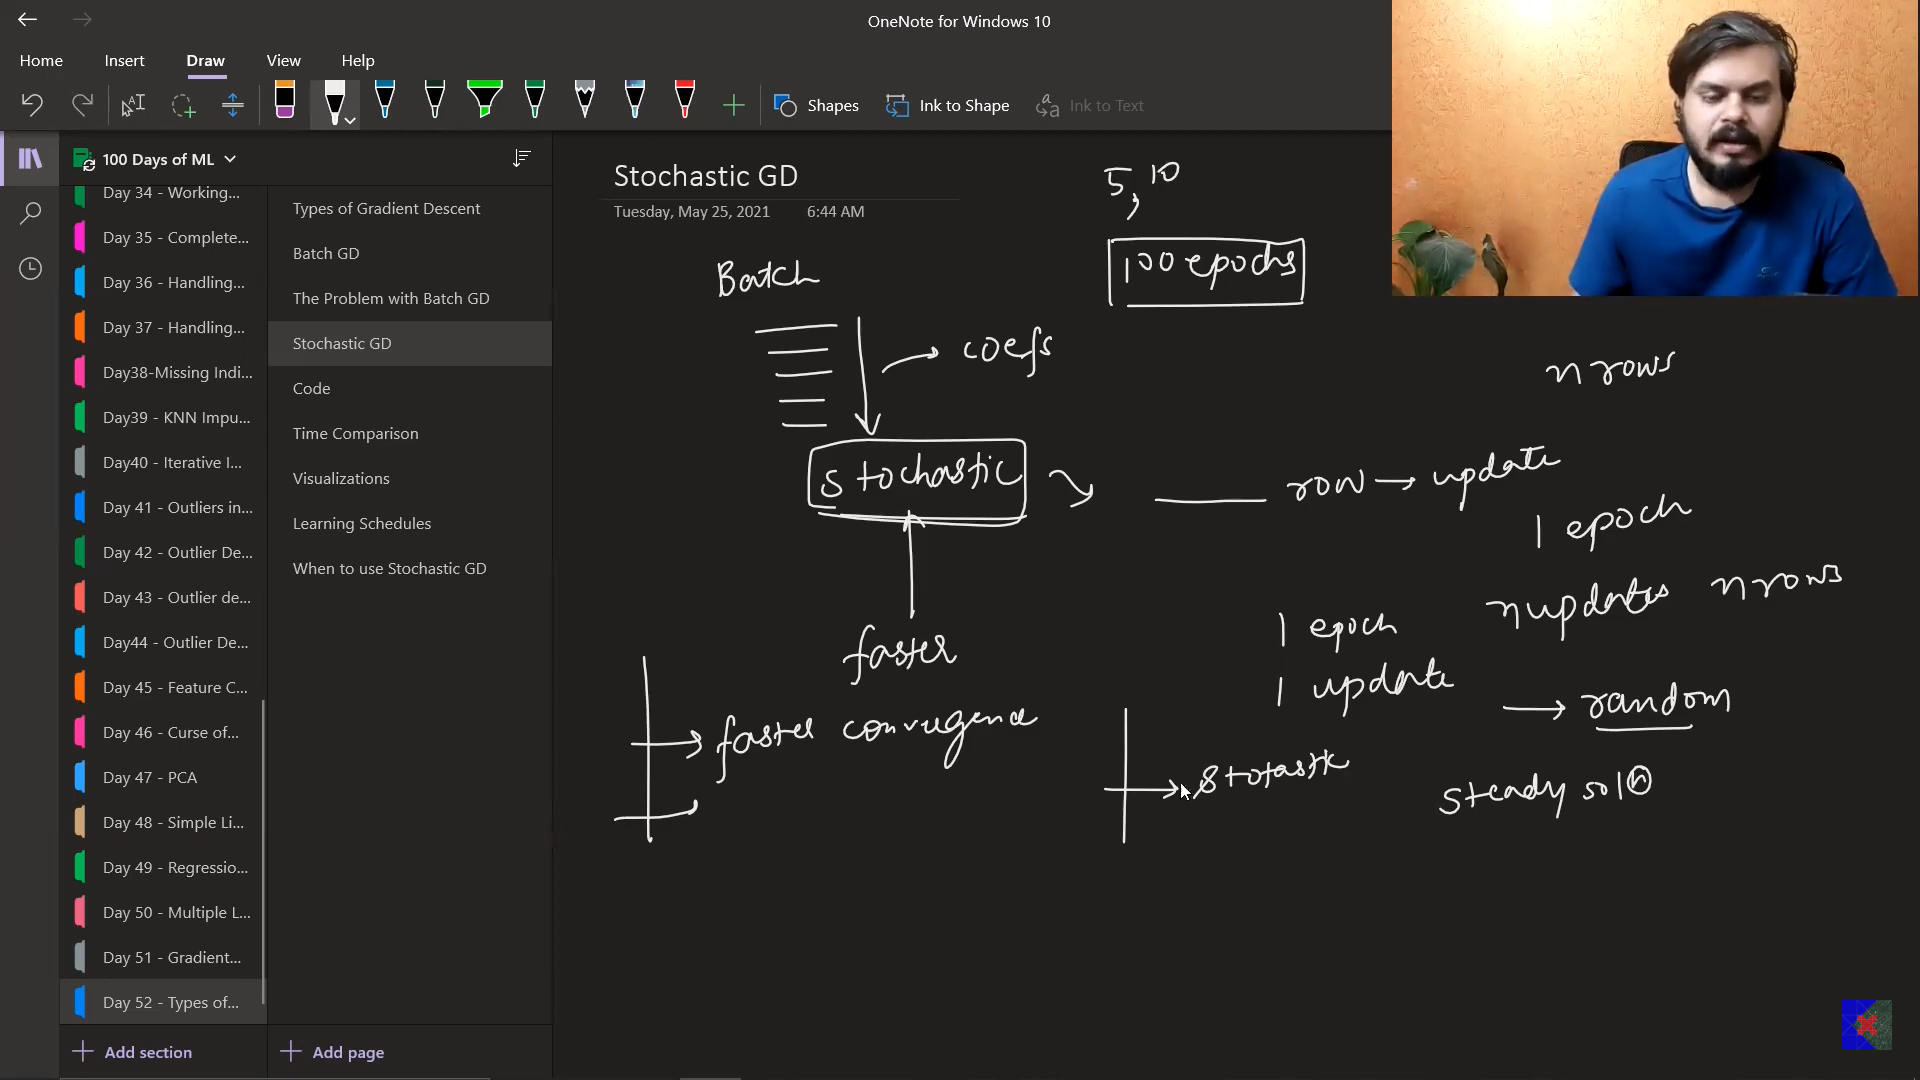 OneNote for Windows 10
Home Insert Draw View Help
Shapes Ink to Shape Ink to Text
100 Days of ML
Day 34 - Working...
Day 35 - Complete...
Day 36 - Handling...
Day 37 - Handling...
Day38-Missing Indi...
Day39 - KNN Impu...
Day40 - Iterative I...
Day 41 - Outliers in...
Day 42 - Outlier De...
Day 43 - Outlier de...
Day44 - Outlier De...
Day 45 - Feature C...
Day 46 - Curse of...
Day 47 - PCA
Day 48 - Simple Li...
Day 49 - Regressio...
Day 50 - Multiple L...
Day 51 - Gradient...
Day 52 - Types of...
Add section
Types of Gradient Descent
Batch GD
The Problem with Batch GD
Stochastic GD
Code
Time Comparison
Visualizations
Learning Schedules
When to use Stochastic GD
Add page
Stochastic GD
Tuesday, May 25, 2021 6:44 AM
5, 10
100 epochs
Batch
coefs
n rows
Stochastic
row → update
1 epoch
n updates n rows
1 epoch
faster
1 update
→ random
faster convergence
Stotastic
steady soln